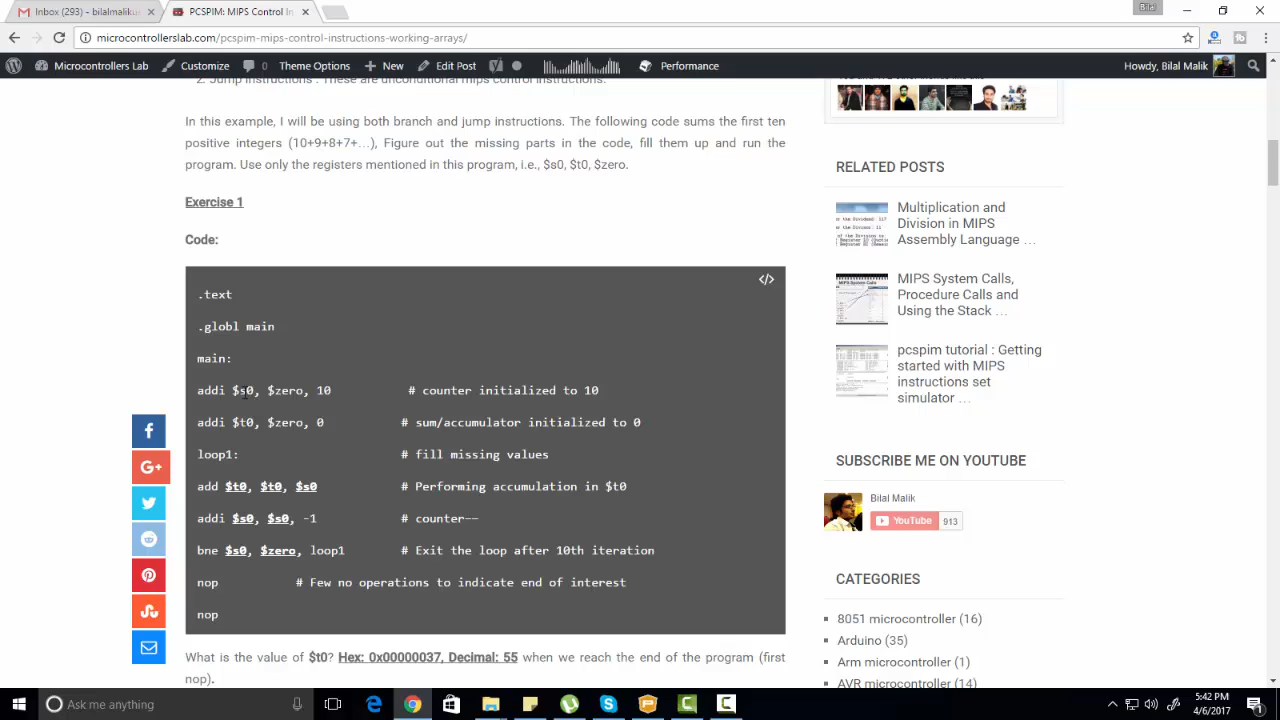 Inbox (293) - bilalmaliku
PCSPIM: MIPS Control In
Bilal
microcontrollerslab.com/pcspim-mips-control-instructions-working-arrays/
Microcontrollers Lab
Customize
0
Theme Options
New
Edit Post
Performance
Howdy, Bilal Malik
2. Jump instructions : These are unconditional mips control instructions.
In this example, I will be using both branch and jump instructions. The following code sums the first ten
positive integers (10+9+8+7+…), Figure out the missing parts in the code, fill them up and run the
program. Use only the registers mentioned in this program, i.e., $s0, $t0, $zero.
Exercise 1
Code:
.text
.globl main
main:
addi $s0, $zero, 10 # counter initialized to 10
addi $t0, $zero, 0 # sum/accumulator initialized to 0
loop1: # fill missing values
add $t0, $t0, $s0 # Performing accumulation in $t0
addi $s0, $s0, -1 # counter--
bne $s0, $zero, loop1 # Exit the loop after 10th iteration
nop # Few no operations to indicate end of interest
nop
What is the value of $t0? Hex: 0x00000037, Decimal: 55 when we reach the end of the program (first
nop).
RELATED POSTS
Multiplication and
Division in MIPS
Assembly Language …
MIPS System Calls,
Procedure Calls and
Using the Stack …
pcspim tutorial : Getting
started with MIPS
instructions set
simulator …
SUBSCRIBE ME ON YOUTUBE
Bilal Malik
YouTube 913
CATEGORIES
8051 microcontroller (16)
Arduino (35)
Arm microcontroller (1)
AVR microcontroller (14)
Ask me anything
5:42 PM
4/6/2017